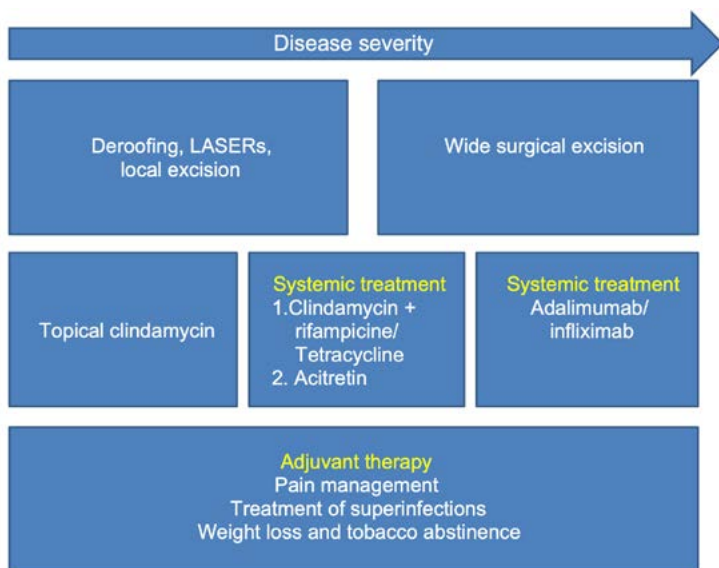 Disease severity
Deroofing, LASERs,
local excision
Wide surgical excision
Topical clindamycin
Systemic treatment
1.Clindamycin +
rifampicine/
Tetracycline
2. Acitretin
Systemic treatment
Adalimumab/
infliximab
Adjuvant therapy
Pain management
Treatment of superinfections
Weight loss and tobacco abstinence